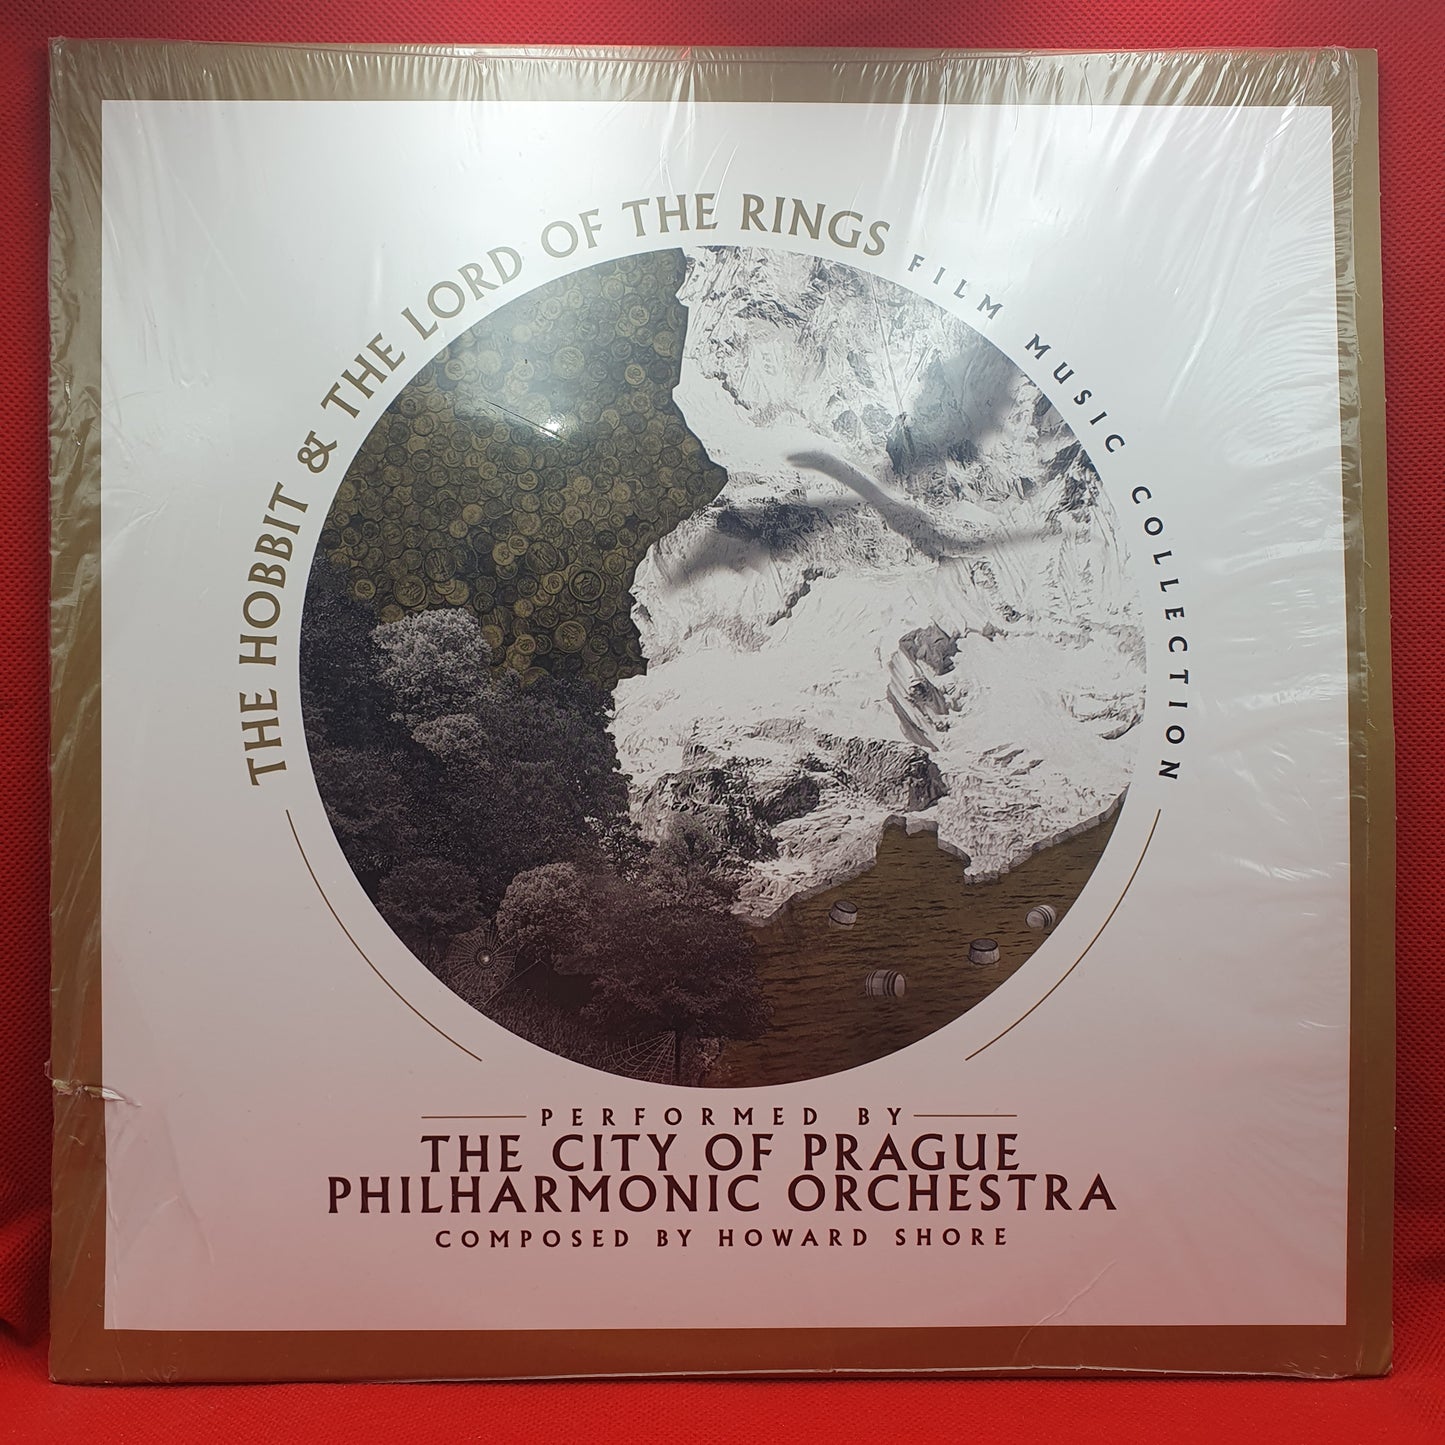 THE HOBBIT & THE LORD OF THE RINGS FILM MUSIC COLLECTION
PERFORMED BY
THE CITY OF PRAGUE
PHILHARMONIC ORCHESTRA
COMPOSED BY HOWARD SHORE